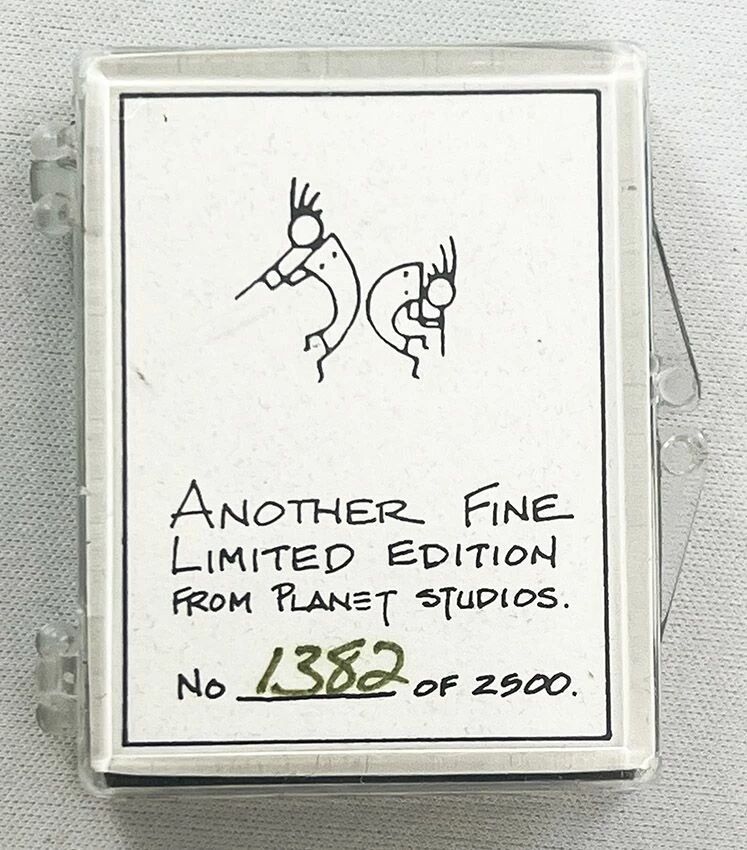 ANOTHER FINE
LIMITED EDITION
FROM PLANET STUDIOS.
No 1382 OF 2500.